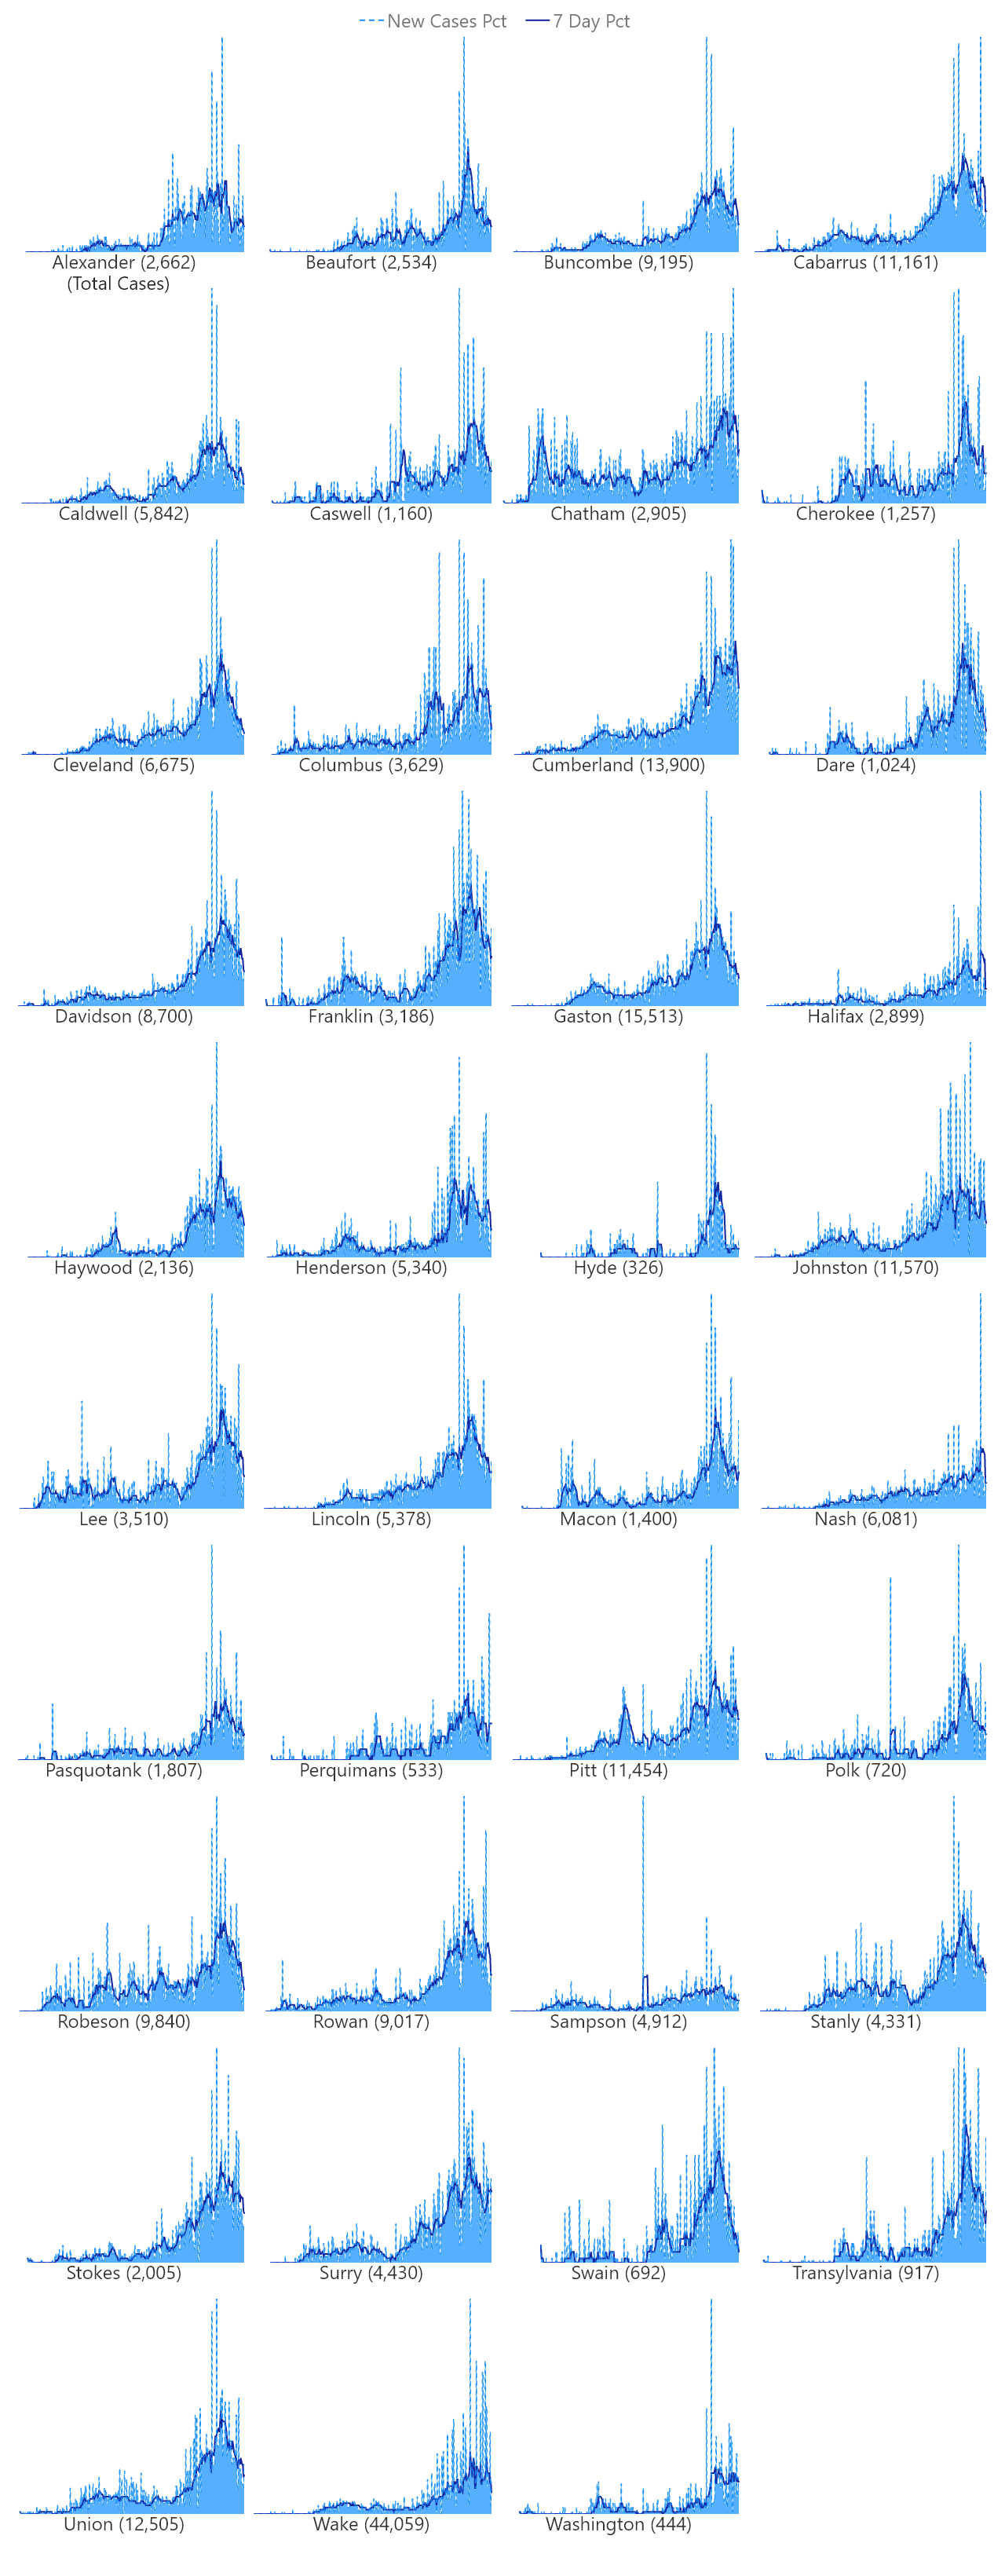 New Cases Pct 7 Day Pct
Alexander (2,662) Beaufort (2,534) Buncombe (9,195) Cabarrus (11,161)
(Total Cases)
Caldwell (5,842) Caswell (1,160) Chatham (2,905) Cherokee (1,257)
Cleveland (6,675) Columbus (3,629) Cumberland (13,900) Dare (1,024)
Davidson (8,700) Franklin (3,186) Gaston (15,513) Halifax (2,899)
Haywood (2,136) Henderson (5,340) Hyde (326) Johnston (11,570)
Lee (3,510) Lincoln (5,378) Macon (1,400) Nash (6,081)
Pasquotank (1,807) Perquimans (533) Pitt (11,454) Polk (720)
Robeson (9,840) Rowan (9,017) Sampson (4,912) Stanly (4,331)
Stokes (2,005) Surry (4,430) Swain (692) Transylvania (917)
Union (12,505) Wake (44,059) Washington (444)